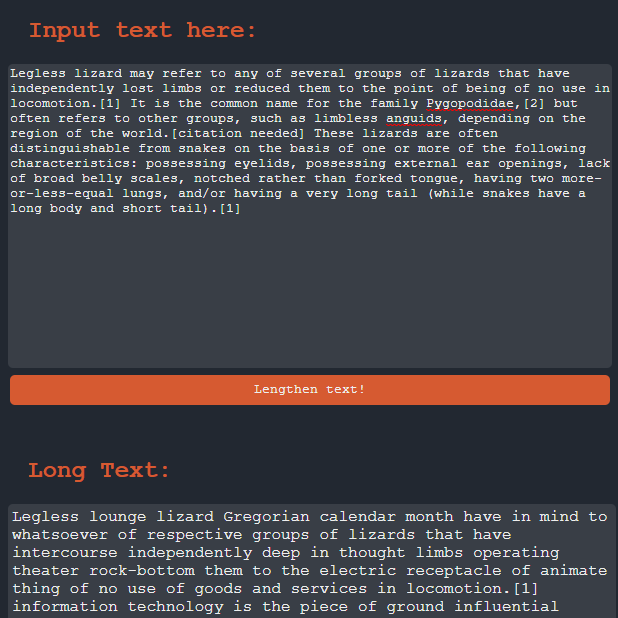 Input text here:
Legless lizard may refer to any of several groups of lizards that have
independently lost limbs or reduced them to the point of being of no use in
locomotion.[1] It is the common name for the family Pygopodidae,[2] but
often refers to other groups, such as limbless anguids, depending on the
region of the world.[citation needed] These lizards are often
distinguishable from snakes on the basis of one or more of the following
characteristics: possessing eyelids, possessing external ear openings, lack
of broad belly scales, notched rather than forked tongue, having two more-
or-less-equal lungs, and/or having a very long tail (while snakes have a
long body and short tail).[1]
Lengthen text!
Long Text:
Legless lounge lizard Gregorian calendar month have in mind to
whatsoever of respective groups of lizards that have
intercourse independently deep in thought limbs operating
theater rock-bottom them to the electric receptacle of animate
thing of no use of goods and services in locomotion.[1]
information technology is the piece of ground influential